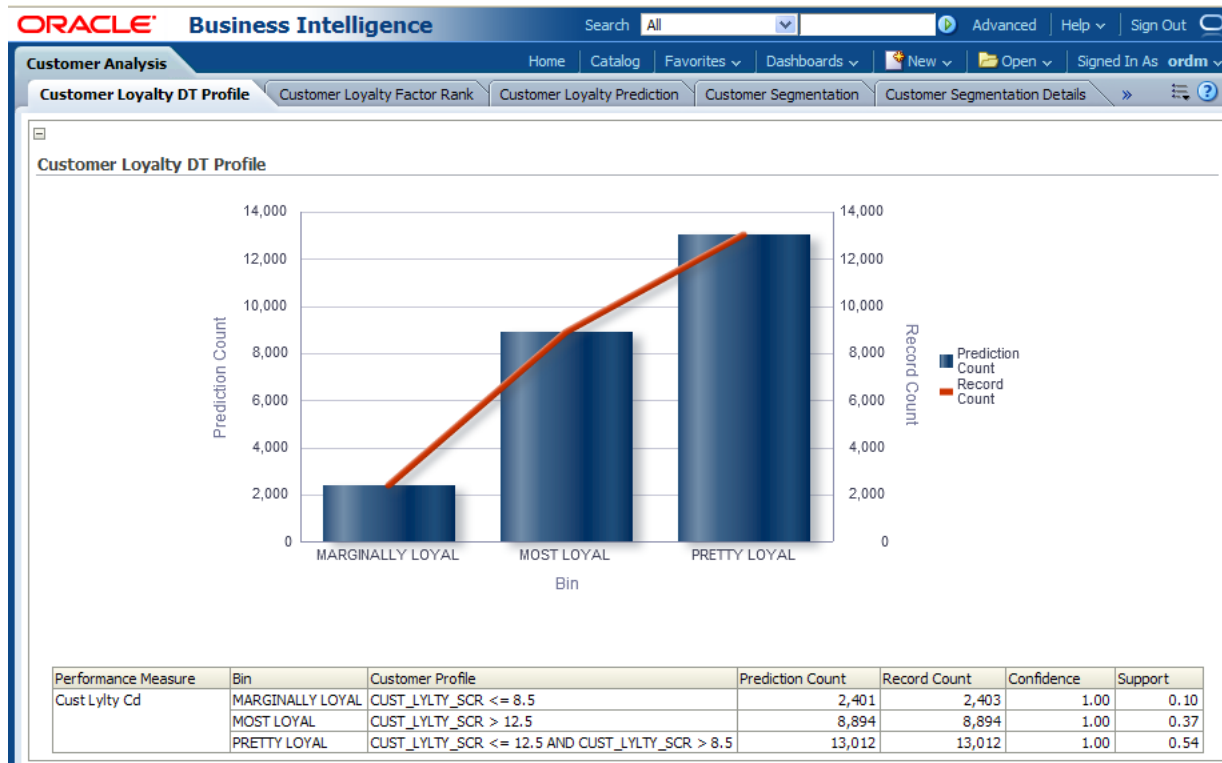 ORACLE Business Intelligence Search All Advanced Help Sign Out
Customer Analysis Home Catalog Favorites Dashboards New Open Signed In As ordm
Customer Loyalty DT Profile Customer Loyalty Factor Rank Customer Loyalty Prediction Customer Segmentation Customer Segmentation Details »
Customer Loyalty DT Profile
14,000 14,000
12,000 12,000
10,000 10,000
8,000 8,000
6,000 6,000
4,000 4,000
2,000 2,000
0 0
Prediction Count
Record Count
Prediction
Count
Record
Count
MARGINALLY LOYAL MOST LOYAL PRETTY LOYAL
Bin
Performance Measure Bin Customer Profile Prediction Count Record Count Confidence Support
Cust Lylty Cd MARGINALLY LOYAL CUST_LYLTY_SCR <= 8.5 2,401 2,403 1.00 0.10
MOST LOYAL CUST_LYLTY_SCR > 12.5 8,894 8,894 1.00 0.37
PRETTY LOYAL CUST_LYLTY_SCR <= 12.5 AND CUST_LYLTY_SCR > 8.5 13,012 13,012 1.00 0.54